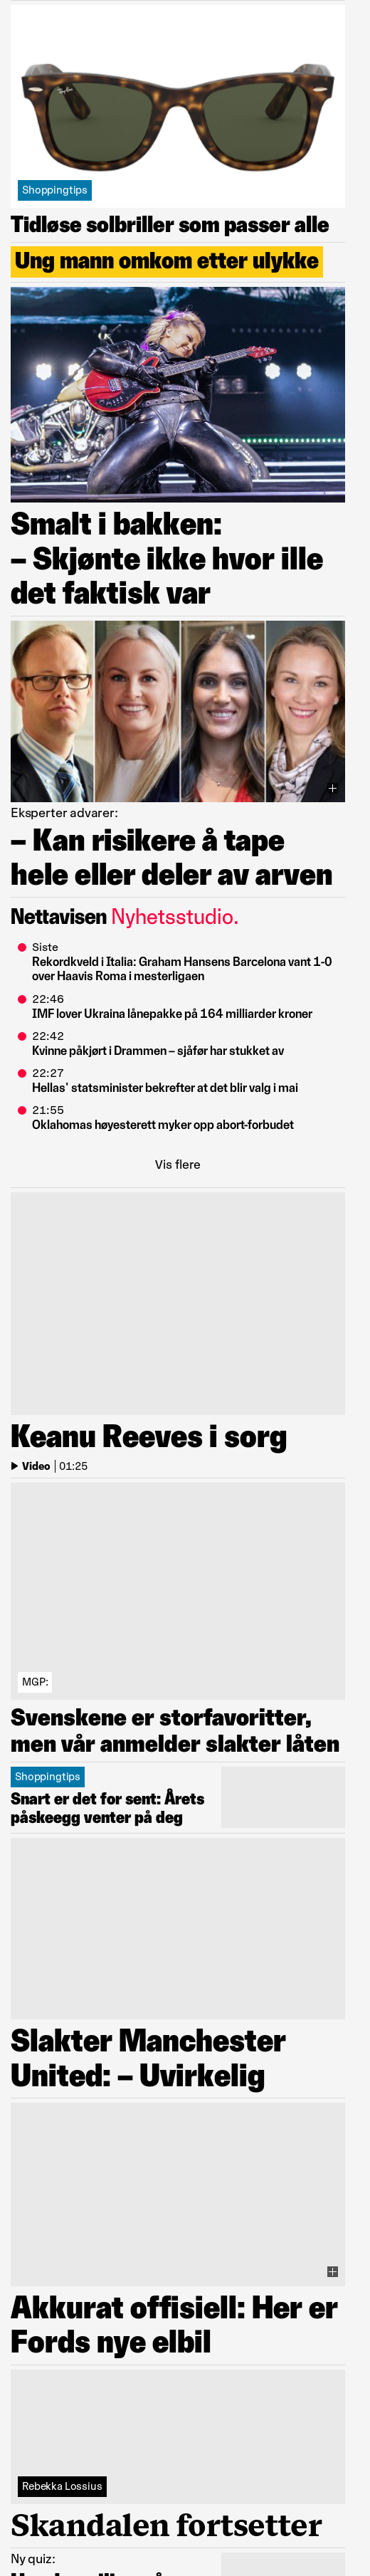 Ray-Ban
Shoppingtips
Tidløse solbriller som passer alle
Ung mann omkom etter ulykke
Smalt i bakken:
– Skjønte ikke hvor ille
det faktisk var
Eksperter advarer:
– Kan risikere å tape
hele eller deler av arven
Nettavisen Nyhetsstudio.
Siste
Rekordkveld i Italia: Graham Hansens Barcelona vant 1-0
over Haavis Roma i mesterligaen
22:46
IMF lover Ukraina lånepakke på 164 milliarder kroner
22:42
Kvinne påkjørt i Drammen – sjåfør har stukket av
22:27
Hellas' statsminister bekrefter at det blir valg i mai
21:55
Oklahomas høyesterett myker opp abort-forbudet
Vis flere
Keanu Reeves i sorg
Video | 01:25
MGP:
Svenskene er storfavoritter,
men vår anmelder slakter låten
Shoppingtips
Snart er det for sent: Årets
påskeegg venter på deg
Slakter Manchester
United: – Uvirkelig
Akkurat offisiell: Her er
Fords nye elbil
Rebekka Lossius
Skandalen fortsetter
Ny quiz: